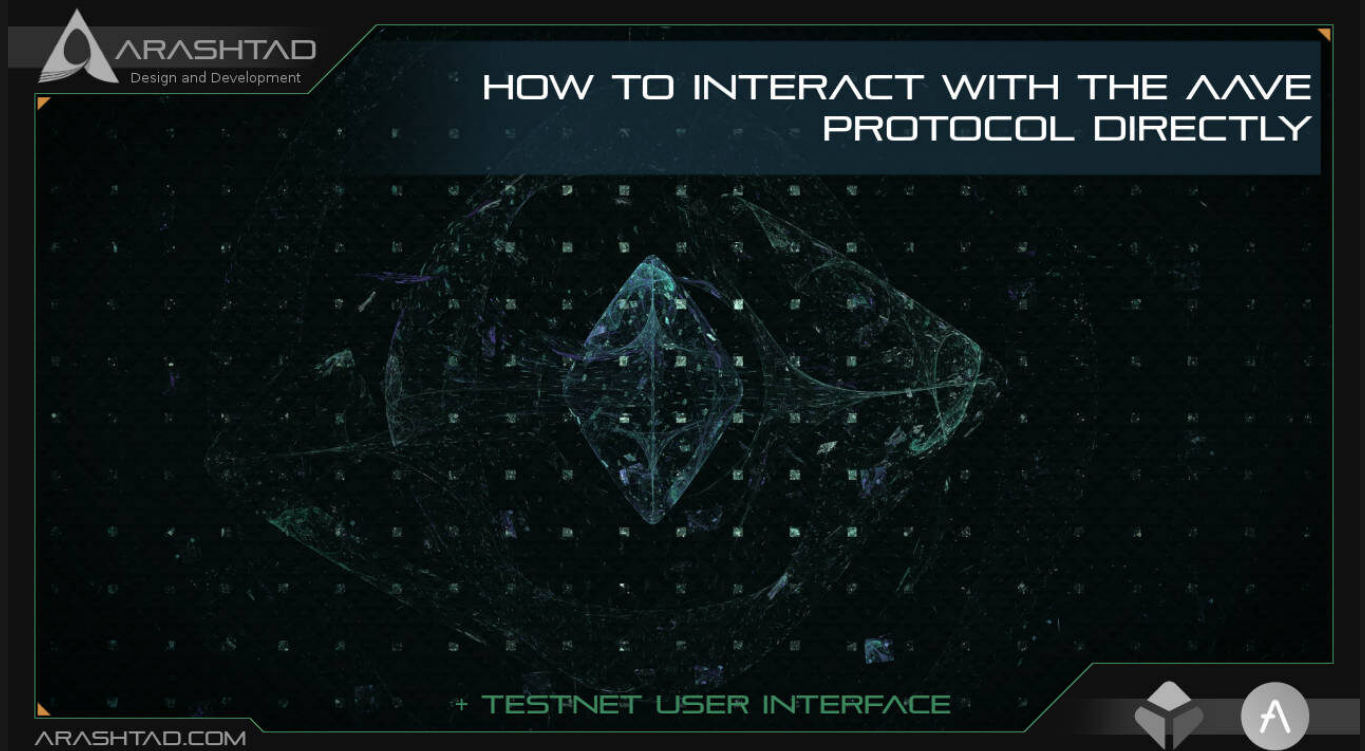 ARASHTAD
Design and Development
HOW TO INTERACT WITH THE AAVE
PROTOCOL DIRECTLY
+ TESTNET USER INTERFACE
ARASHTAD.COM